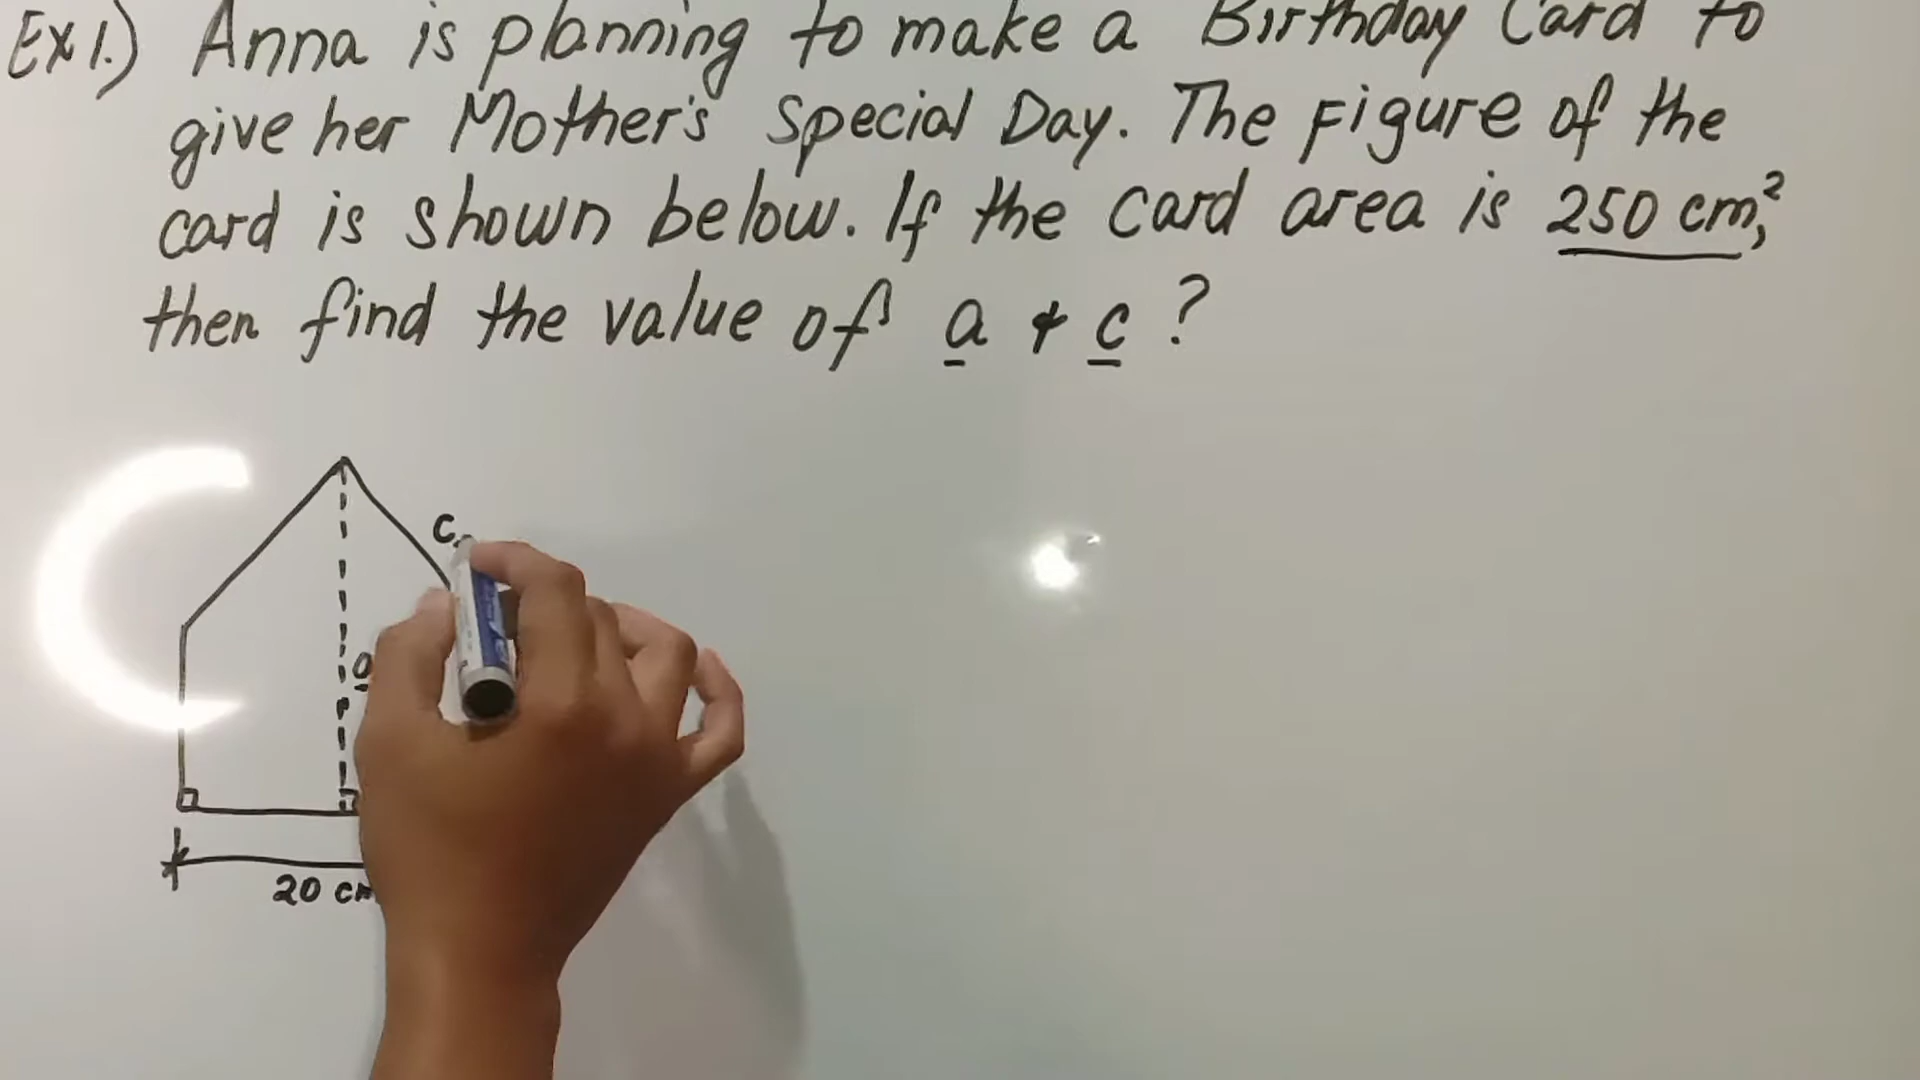 Ex 1.) Anna is planning to make a Birthday Card to
give her Mother's Special Day. The Figure of the
card is shown below. If the card area is 250 cm²,
then find the value of a & c ?
C
a
20 cm